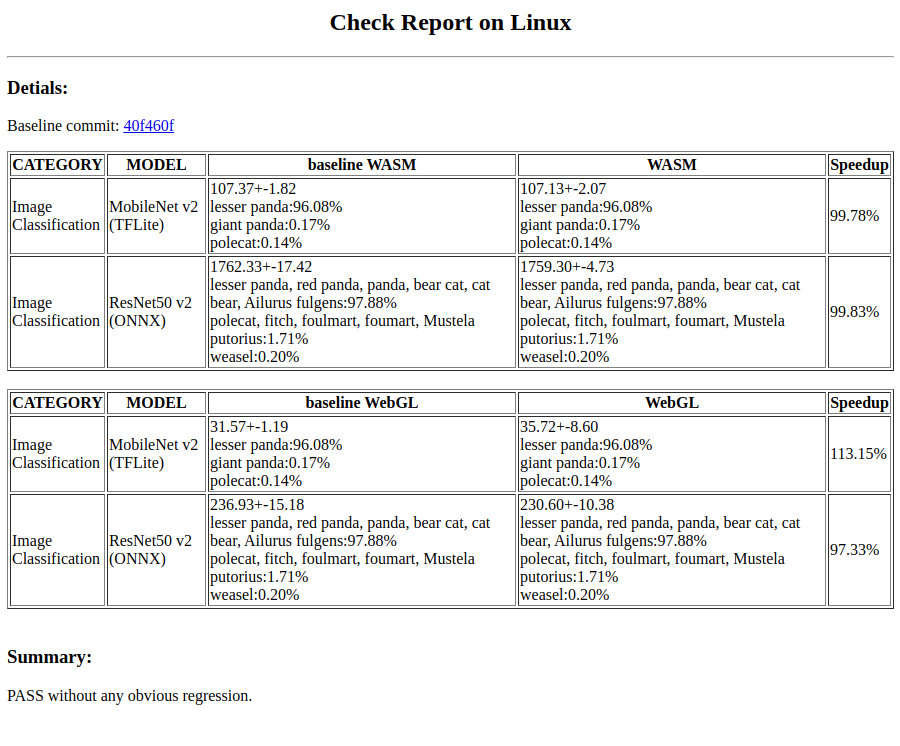 Check Report on Linux
Detials:
Baseline commit: 40f460f
CATEGORY MODEL baseline WASM WASM Speedup
Image
Classification
MobileNet v2
(TFLite)
107.37+-1.82
lesser panda:96.08%
giant panda:0.17%
polecat:0.14%
107.13+-2.07
lesser panda:96.08%
giant panda:0.17%
polecat:0.14%
99.78%
Image
Classification
ResNet50 v2
(ONNX)
1762.33+-17.42
lesser panda, red panda, panda, bear cat, cat
bear, Ailurus fulgens:97.88%
polecat, fitch, foulmart, foumart, Mustela
putorius:1.71%
weasel:0.20%
1759.30+-4.73
lesser panda, red panda, panda, bear cat, cat
bear, Ailurus fulgens:97.88%
polecat, fitch, foulmart, foumart, Mustela
putorius:1.71%
weasel:0.20%
99.83%
CATEGORY MODEL baseline WebGL WebGL Speedup
Image
Classification
MobileNet v2
(TFLite)
31.57+-1.19
lesser panda:96.08%
giant panda:0.17%
polecat:0.14%
35.72+-8.60
lesser panda:96.08%
giant panda:0.17%
polecat:0.14%
113.15%
Image
Classification
ResNet50 v2
(ONNX)
236.93+-15.18
lesser panda, red panda, panda, bear cat, cat
bear, Ailurus fulgens:97.88%
polecat, fitch, foulmart, foumart, Mustela
putorius:1.71%
weasel:0.20%
230.60+-10.38
lesser panda, red panda, panda, bear cat, cat
bear, Ailurus fulgens:97.88%
polecat, fitch, foulmart, foumart, Mustela
putorius:1.71%
weasel:0.20%
97.33%
Summary:
PASS without any obvious regression.